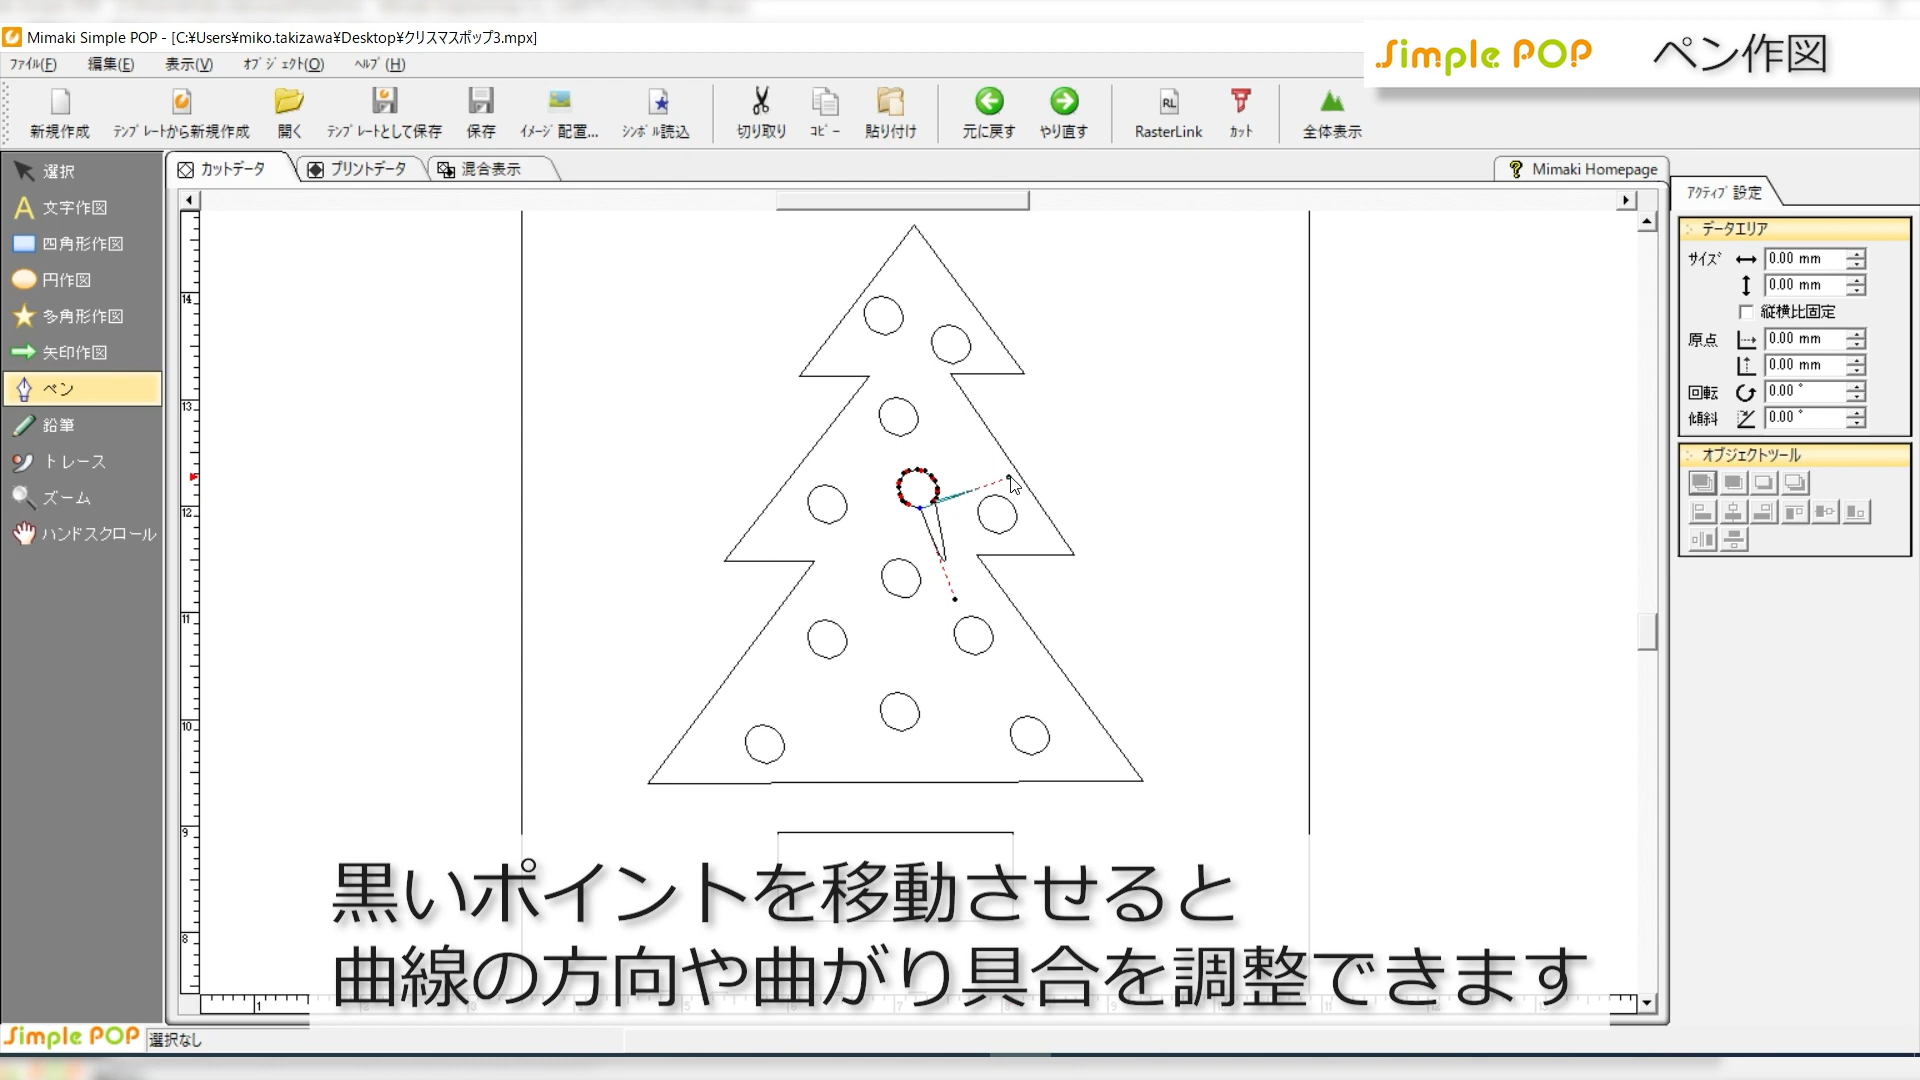 Mimaki Simple POP - [C:¥Users¥miko.takizawa¥Desktop¥クリスマスポップ3.mpx]
ﾌｧｲﾙ(F) 編集(E) 表示(V) ｵﾌﾞｼﾞｪｸﾄ(O) ﾍﾙﾌﾟ(H)
Simple POP ペン作図
新規作成 ﾃﾝﾌﾟﾚｰﾄから新規作成 開く ﾃﾝﾌﾟﾚｰﾄとして保存 保存 ｲﾒｰｼﾞ配置... ｼﾝﾎﾞﾙ読込 切り取り ｺﾋﾟｰ 貼り付け 元に戻す やり直す RL RasterLink ｶｯﾄ 全体表示
選択
文字作図
四角形作図
円作図
多角形作図
矢印作図
ペン
鉛筆
トレース
ズーム
ハンドスクロール
カットデータ プリントデータ 混合表示 Mimaki Homepage
14
13
12
11
10
9
8
1
7
11
ｱｸﾃｨﾌﾞ設定
データエリア
ｻｲｽﾞ 0.00 mm
0.00 mm
縦横比固定
原点 0.00 mm
0.00 mm
回転 0.00 °
傾斜 0.00 °
オブジェクトツール
黒いポイントを移動させると
曲線の方向や曲がり具合を調整できます
Simple POP 選択なし